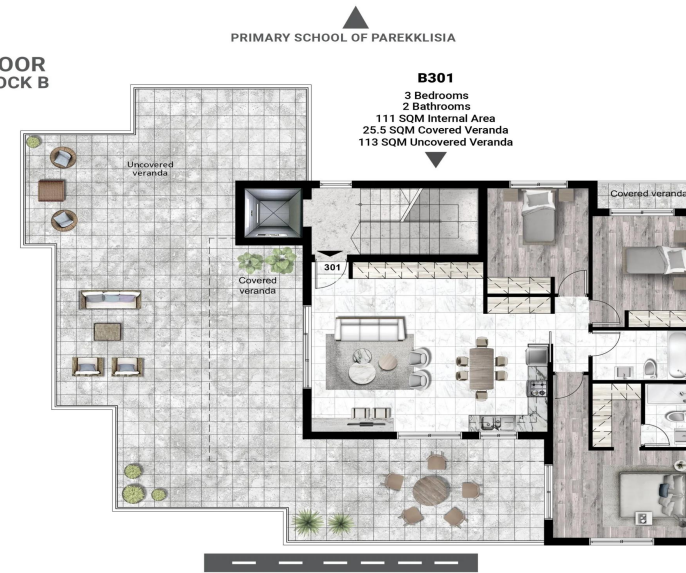 PRIMARY SCHOOL OF PAREKKLISIA
OOR
OCK B
B301
3 Bedrooms
2 Bathrooms
111 SQM Internal Area
25.5 SQM Covered Veranda
113 SQM Uncovered Veranda
Uncovered
veranda
Covered veranda
301
Covered
veranda